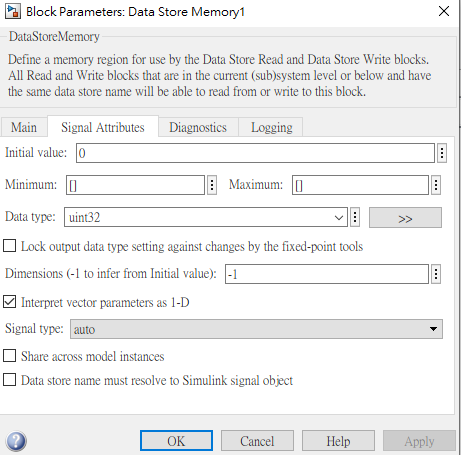 Block Parameters: Data Store Memory1
DataStoreMemory
Define a memory region for use by the Data Store Read and Data Store Write blocks.
All Read and Write blocks that are in the current (sub)system level or below and have
the same data store name will be able to read from or write to this block.
Main Signal Attributes Diagnostics Logging
Initial value: 0
Minimum: [] Maximum: []
Data type: uint32 >>
Lock output data type setting against changes by the fixed-point tools
Dimensions (-1 to infer from Initial value): -1
Interpret vector parameters as 1-D
Signal type: auto
Share across model instances
Data store name must resolve to Simulink signal object
OK Cancel Help Apply